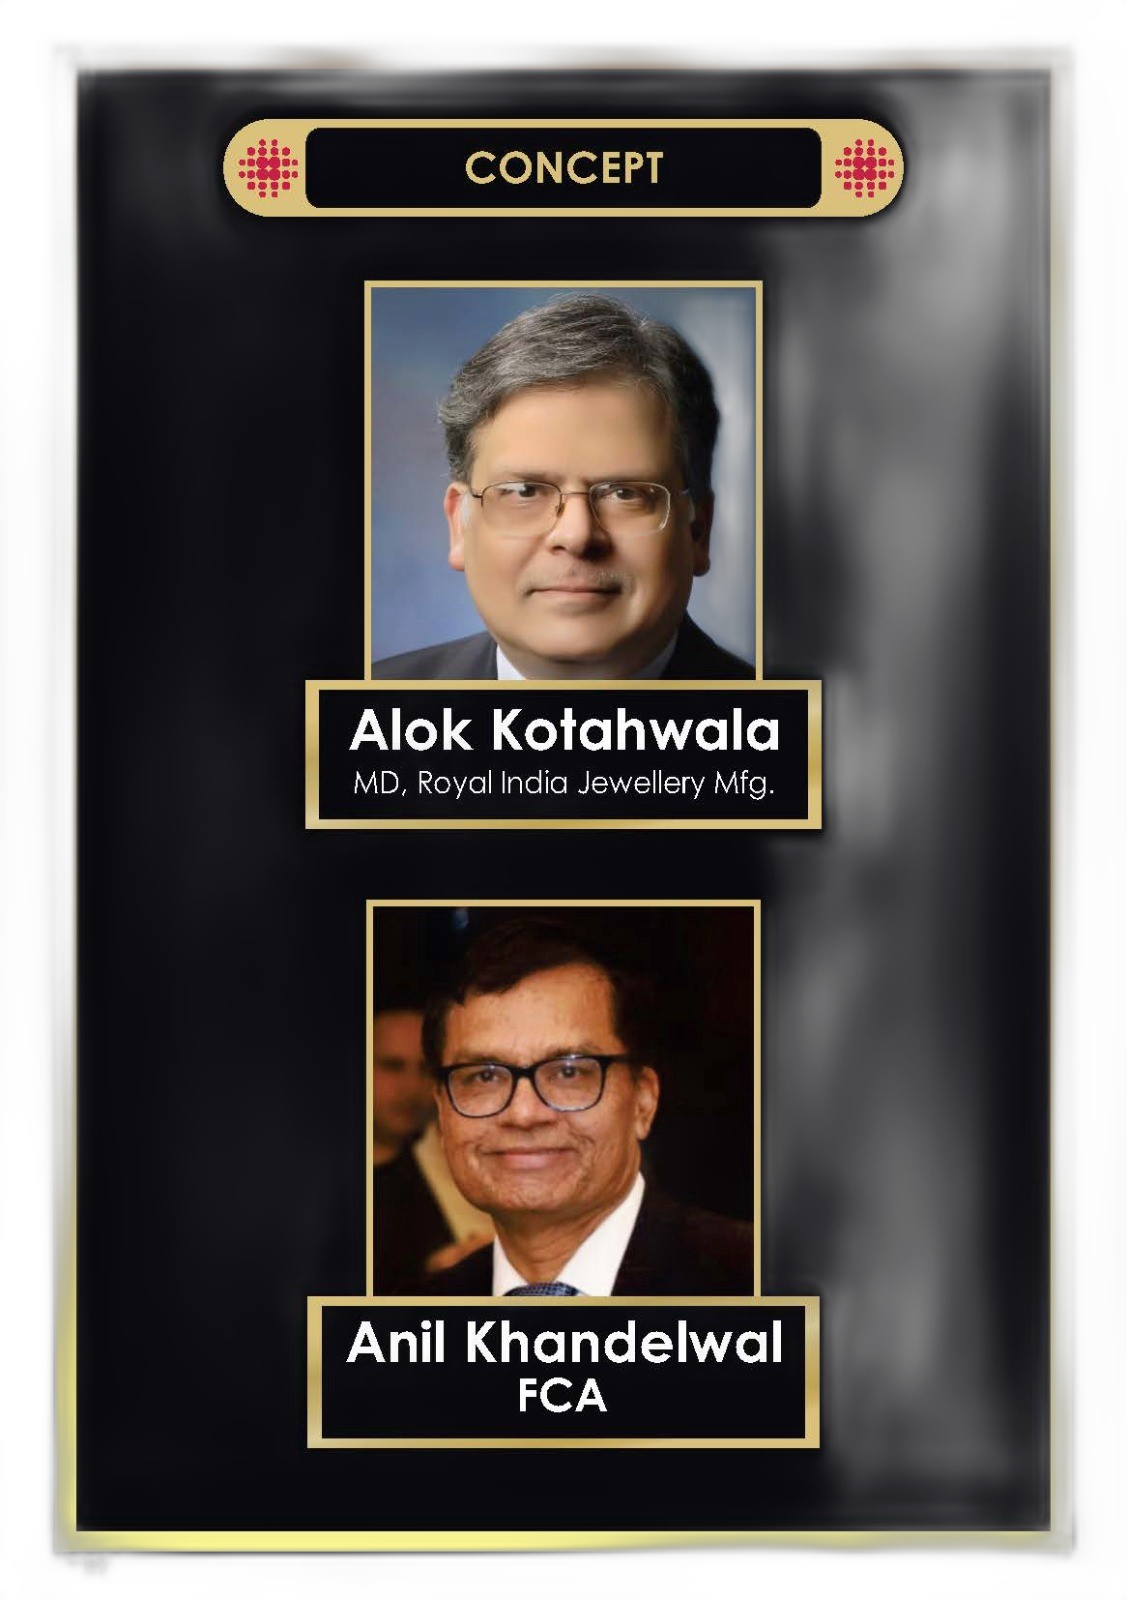 CONCEPT
Alok Kotahwala
MD, Royal India Jewellery Mfg.
Anil Khandelwal
FCA